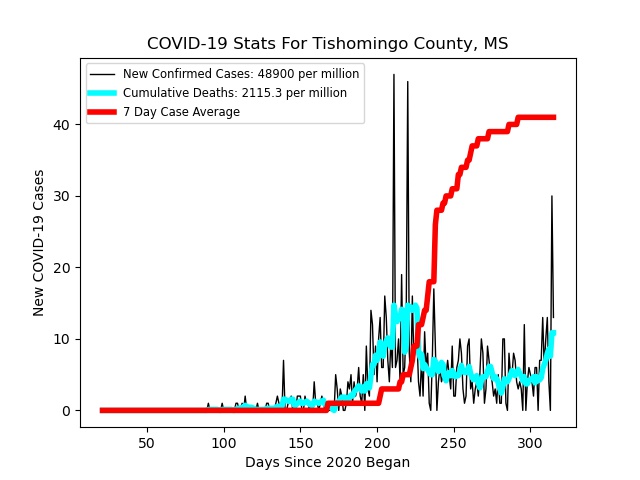 COVID-19 Stats For Tishomingo County, MS
New Confirmed Cases: 48900 per million
Cumulative Deaths: 2115.3 per million
7 Day Case Average
New COVID-19 Cases
40
30
20
10
0
50 100 150 200 250 300
Days Since 2020 Began